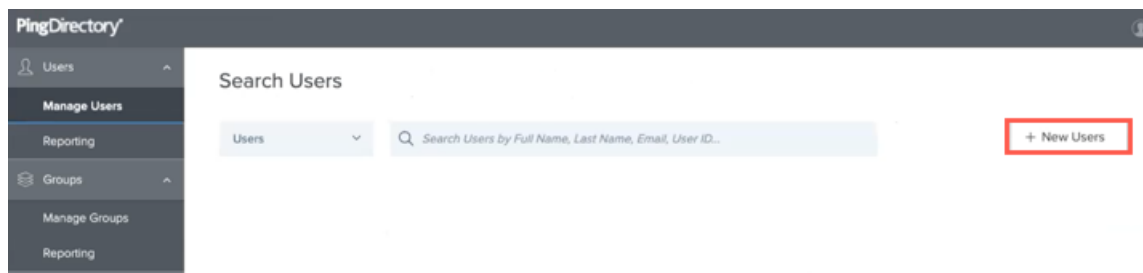 PingDirectory
Users
Manage Users
Reporting
Groups
Manage Groups
Reporting
Search Users
Users
Search Users by Full Name, Last Name, Email, User ID...
+ New Users